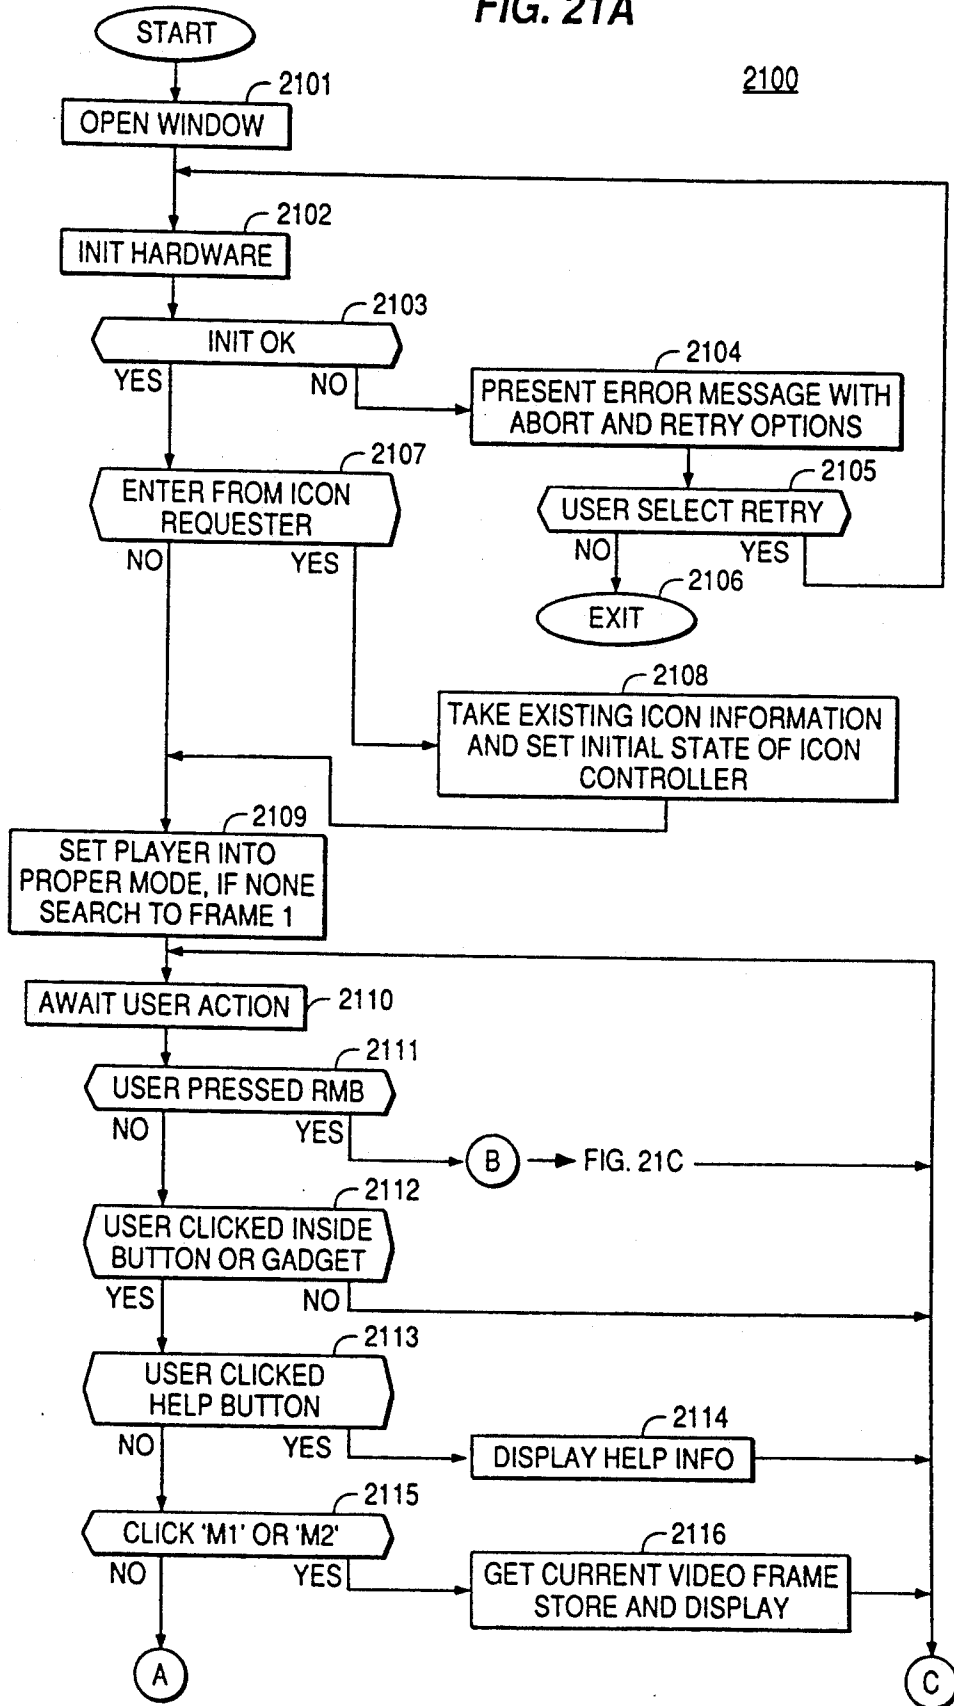 FIG. 21A
START
2100
2101
OPEN WINDOW
2102
INIT HARDWARE
2103
INIT OK
YES
NO
2104
PRESENT ERROR MESSAGE WITH
ABORT AND RETRY OPTIONS
2107
ENTER FROM ICON
REQUESTER
2105
USER SELECT RETRY
NO
YES
NO
YES
2106
EXIT
2108
TAKE EXISTING ICON INFORMATION
AND SET INITIAL STATE OF ICON
CONTROLLER
2109
SET PLAYER INTO
PROPER MODE, IF NONE
SEARCH TO FRAME 1
AWAIT USER ACTION
2110
2111
USER PRESSED RMB
NO
YES
B
FIG. 21C
2112
USER CLICKED INSIDE
BUTTON OR GADGET
YES
NO
2113
USER CLICKED
HELP BUTTON
NO
YES
2114
DISPLAY HELP INFO
2115
CLICK 'M1' OR 'M2'
NO
YES
2116
GET CURRENT VIDEO FRAME
STORE AND DISPLAY
A
C